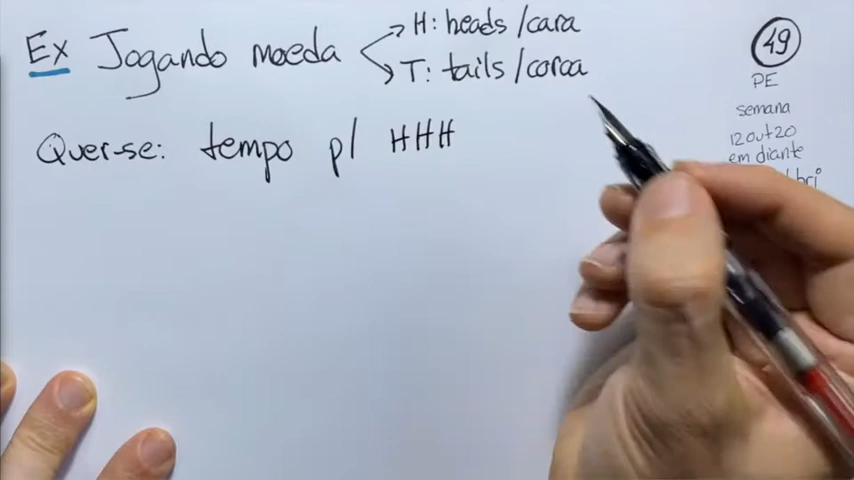 Ex Jogando moeda
H: heads/cara
T: tails/coroa
Quer-se: tempo p/ HHH
49
PE
semana
12out20
em diante